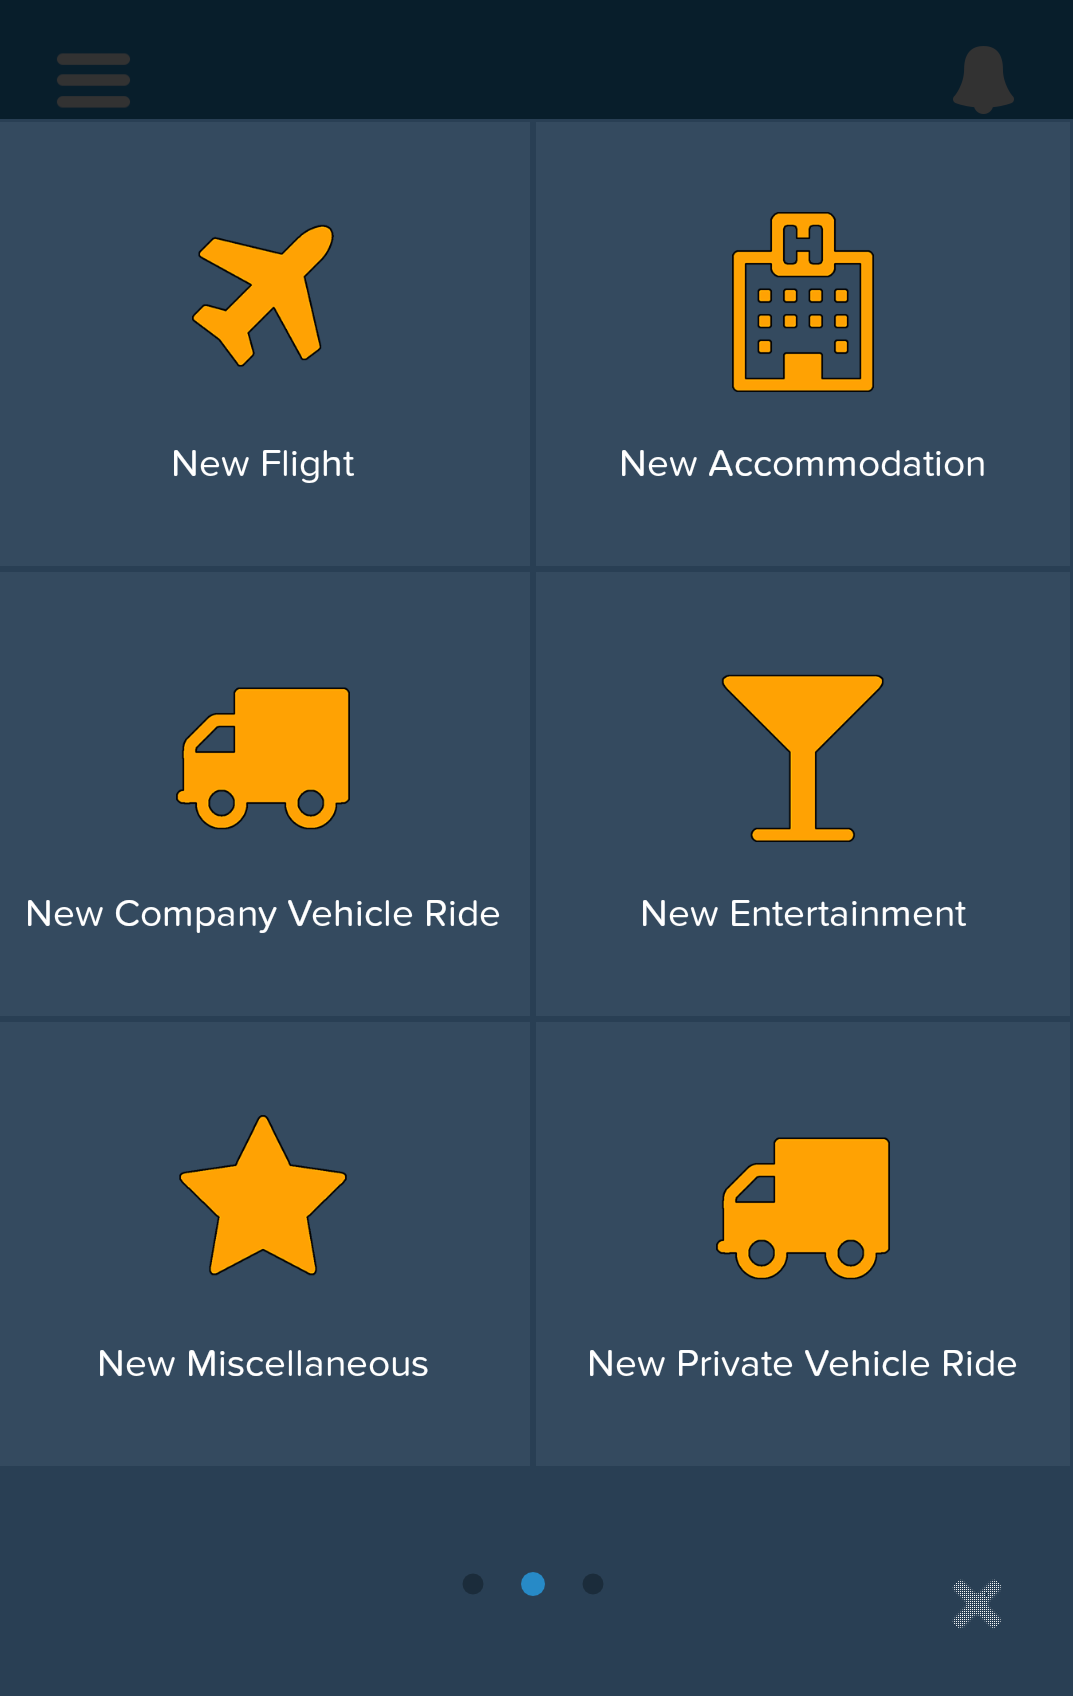 New Flight
New Accommodation
New Company Vehicle Ride
New Entertainment
New Miscellaneous
New Private Vehicle Ride